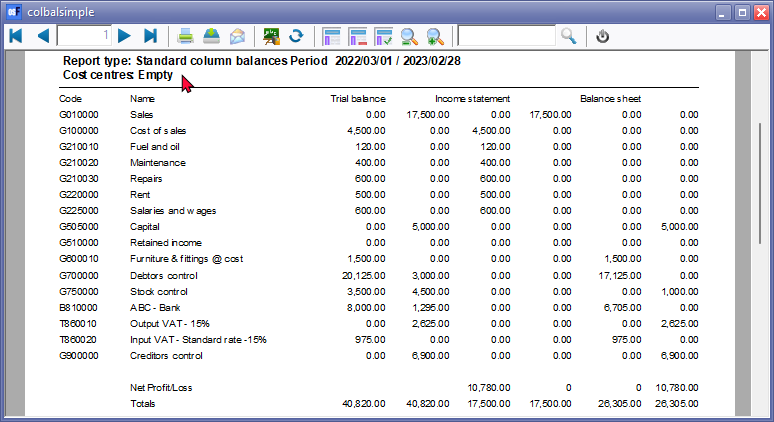 colbalsimple
1
Report type: Standard column balances Period 2022/03/01 / 2023/02/28
Cost centres: Empty
Code Name Trial balance Income statement Balance sheet
G010000 Sales 0.00 17,500.00 0.00 17,500.00 0.00 0.00
G100000 Cost of sales 4,500.00 0.00 4,500.00 0.00 0.00 0.00
G210010 Fuel and oil 120.00 0.00 120.00 0.00 0.00 0.00
G210020 Maintenance 400.00 0.00 400.00 0.00 0.00 0.00
G210030 Repairs 600.00 0.00 600.00 0.00 0.00 0.00
G220000 Rent 500.00 0.00 500.00 0.00 0.00 0.00
G225000 Salaries and wages 600.00 0.00 600.00 0.00 0.00 0.00
G505000 Capital 0.00 5,000.00 0.00 0.00 0.00 5,000.00
G510000 Retained income 0.00 0.00 0.00 0.00 0.00 0.00
G600010 Furniture & fittings @ cost 1,500.00 0.00 0.00 0.00 1,500.00 0.00
G700000 Debtors control 20,125.00 3,000.00 0.00 0.00 17,125.00 0.00
G750000 Stock control 3,500.00 4,500.00 0.00 0.00 0.00 1,000.00
B810000 ABC - Bank 8,000.00 1,295.00 0.00 0.00 6,705.00 0.00
T860010 Output VAT - 15% 0.00 2,625.00 0.00 0.00 0.00 2,625.00
T860020 Input VAT - Standard rate -15% 975.00 0.00 0.00 0.00 975.00 0.00
G900000 Creditors control 0.00 6,900.00 0.00 0.00 0.00 6,900.00
Net Profit/Loss 10,780.00 0 0 10,780.00
Totals 40,820.00 40,820.00 17,500.00 17,500.00 26,305.00 26,305.00